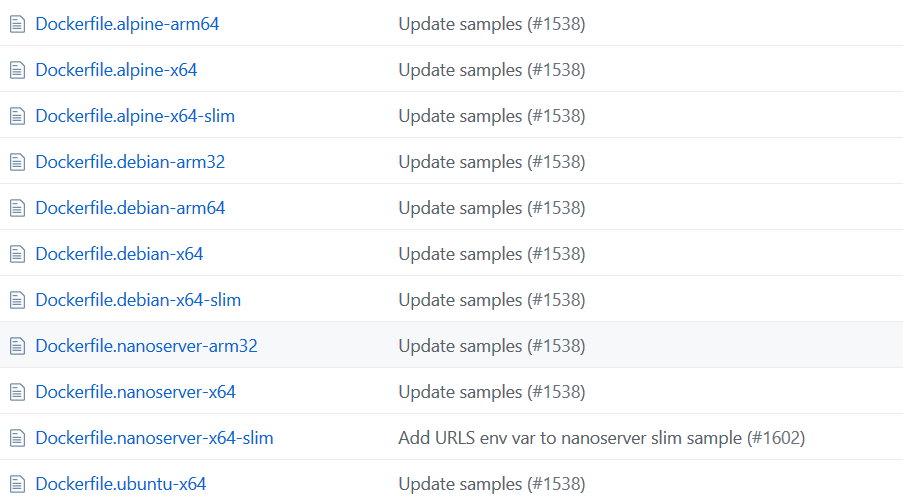 Dockerfile.alpine-arm64 Update samples (#1538)
Dockerfile.alpine-x64 Update samples (#1538)
Dockerfile.alpine-x64-slim Update samples (#1538)
Dockerfile.debian-arm32 Update samples (#1538)
Dockerfile.debian-arm64 Update samples (#1538)
Dockerfile.debian-x64 Update samples (#1538)
Dockerfile.debian-x64-slim Update samples (#1538)
Dockerfile.nanoserver-arm32 Update samples (#1538)
Dockerfile.nanoserver-x64 Update samples (#1538)
Dockerfile.nanoserver-x64-slim Add URLS env var to nanoserver slim sample (#1602)
Dockerfile.ubuntu-x64 Update samples (#1538)